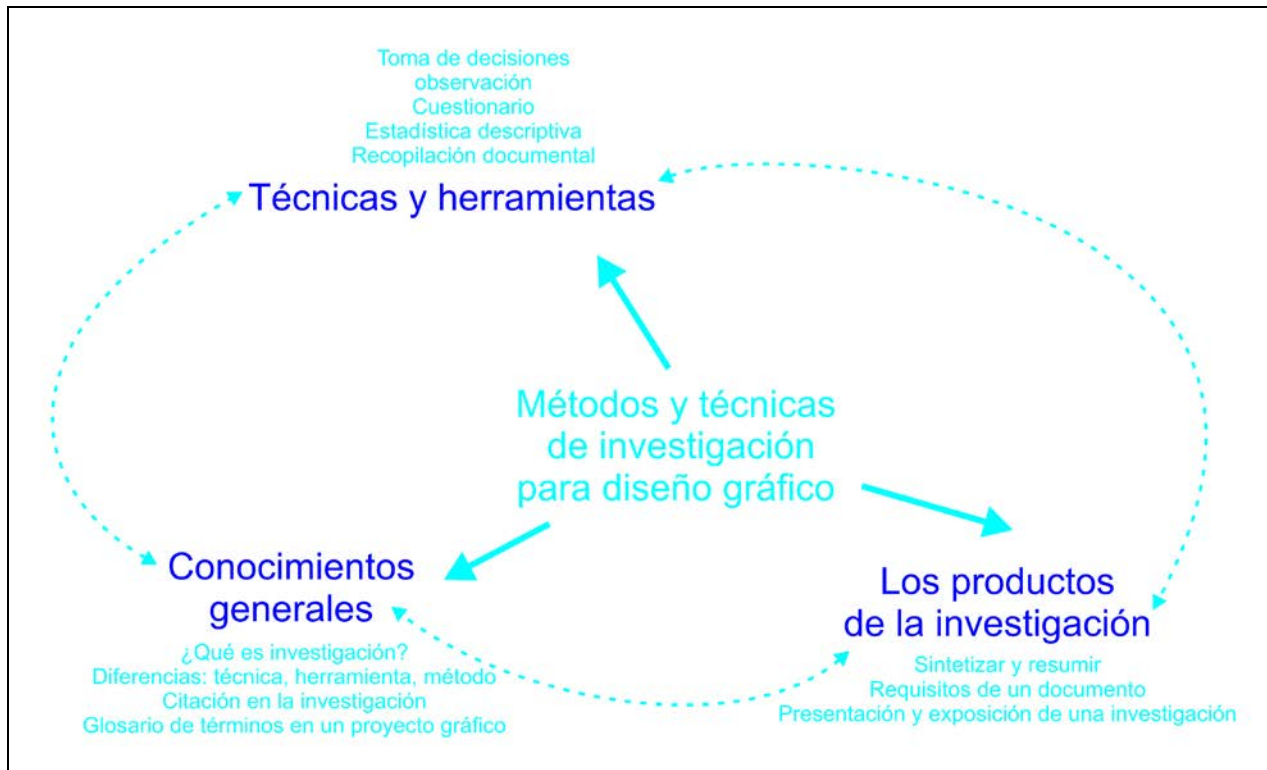 Toma de decisiones
observación
Cuestionario
Estadística descriptiva
Recopilación documental
Técnicas y herramientas
Métodos y técnicas
de investigación
para diseño gráfico
Conocimientos
generales
¿Qué es investigación?
Diferencias: técnica, herramienta, método
Citación en la investigación
Glosario de términos en un proyecto gráfico
Los productos
de la investigación
Sintetizar y resumir
Requisitos de un documento
Presentación y exposición de una investigación